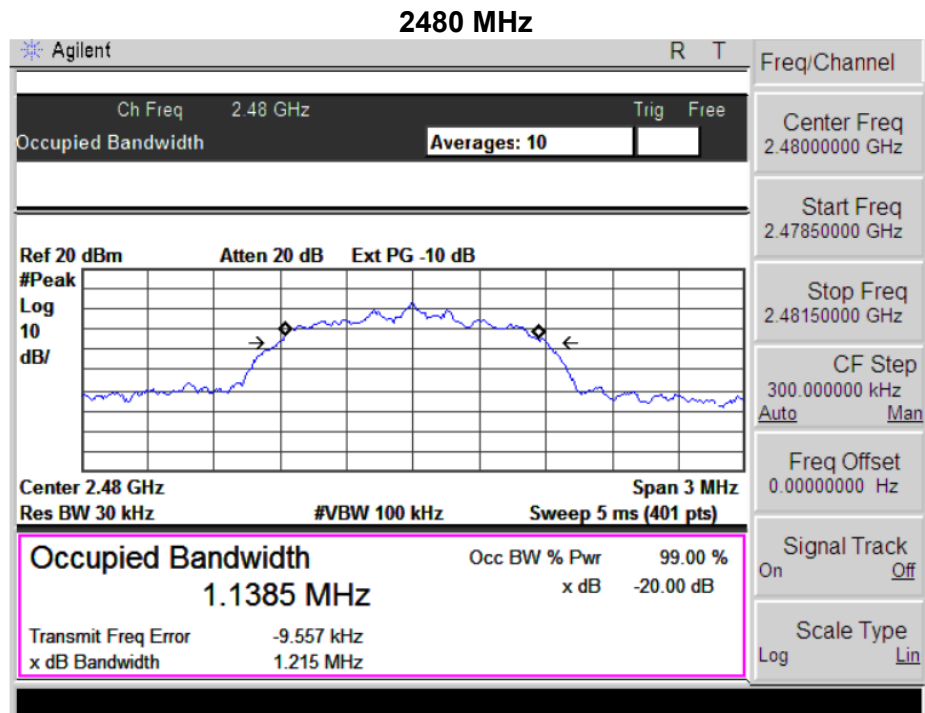 2480 MHz
Agilent R T
Ch Freq 2.48 GHz Trig Free
Occupied Bandwidth Averages: 10
Ref 20 dBm Atten 20 dB Ext PG -10 dB
#Peak
Log
10
dB/
Center 2.48 GHz Span 3 MHz
Res BW 30 kHz #VBW 100 kHz Sweep 5 ms (401 pts)
Occupied Bandwidth Occ BW % Pwr 99.00 %
1.1385 MHz x dB -20.00 dB
Transmit Freq Error -9.557 kHz
x dB Bandwidth 1.215 MHz
Freq/Channel
Center Freq
2.48000000 GHz
Start Freq
2.47850000 GHz
Stop Freq
2.48150000 GHz
CF Step
300.000000 kHz
Auto Man
Freq Offset
0.00000000 Hz
Signal Track
On Off
Scale Type
Log Lin